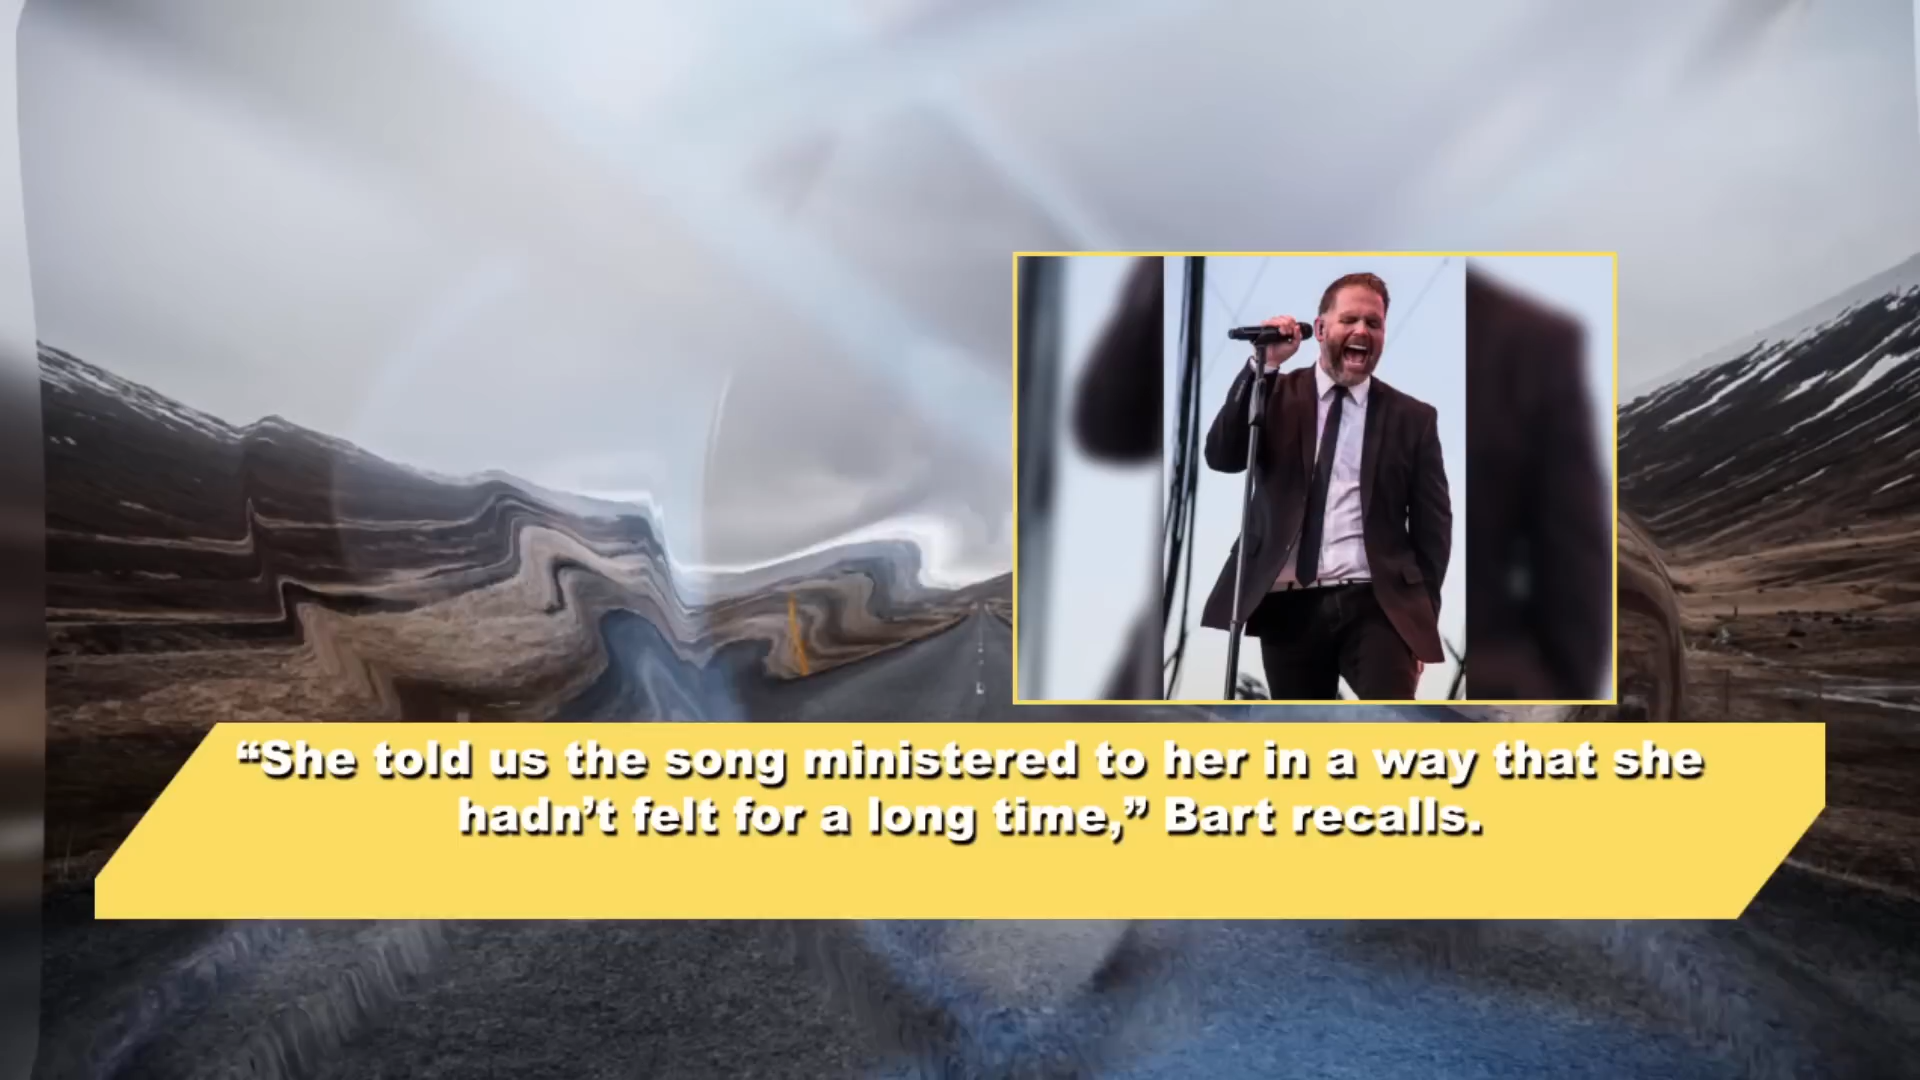 “She told us the song ministered to her in a way that she
hadn’t felt for a long time,” Bart recalls.